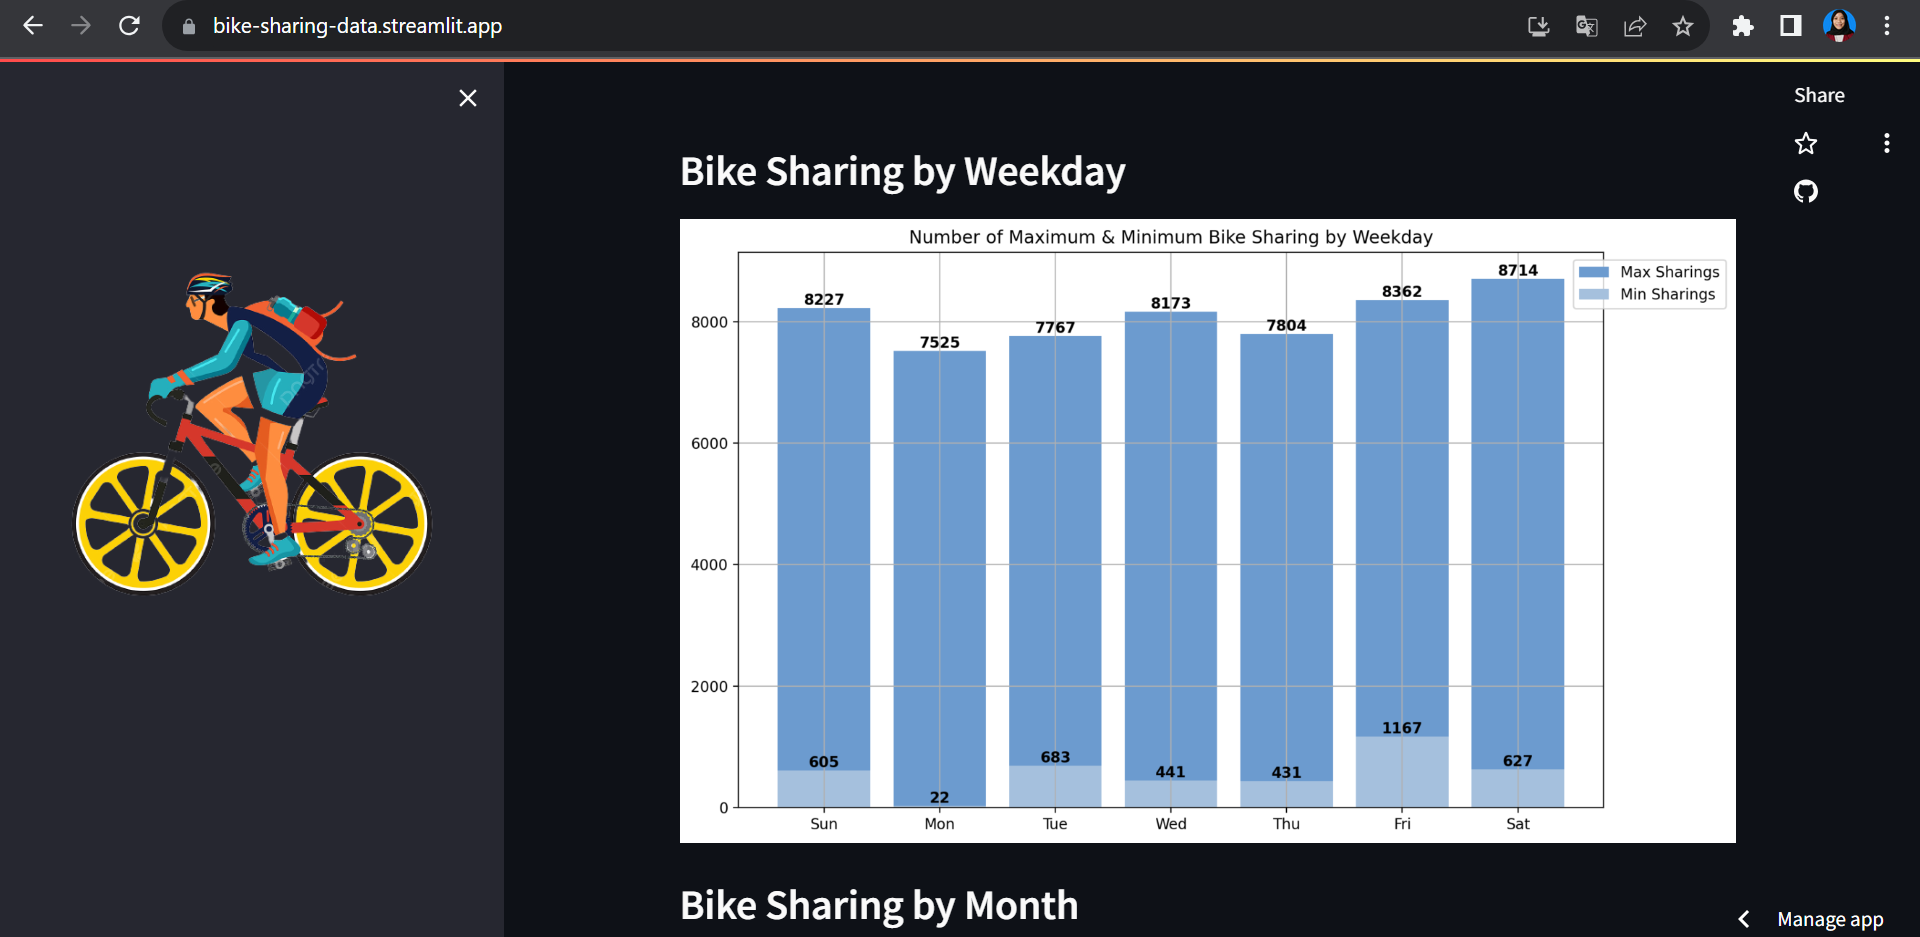 bike-sharing-data.streamlit.app
Share
Bike Sharing by Weekday
Number of Maximum & Minimum Bike Sharing by Weekday
Max Sharings
Min Sharings
8227
7525
7767
8173
7804
8362
8714
8000
6000
4000
2000
0
605
22
683
441
431
1167
627
Sun Mon Tue Wed Thu Fri Sat
Bike Sharing by Month
Manage app